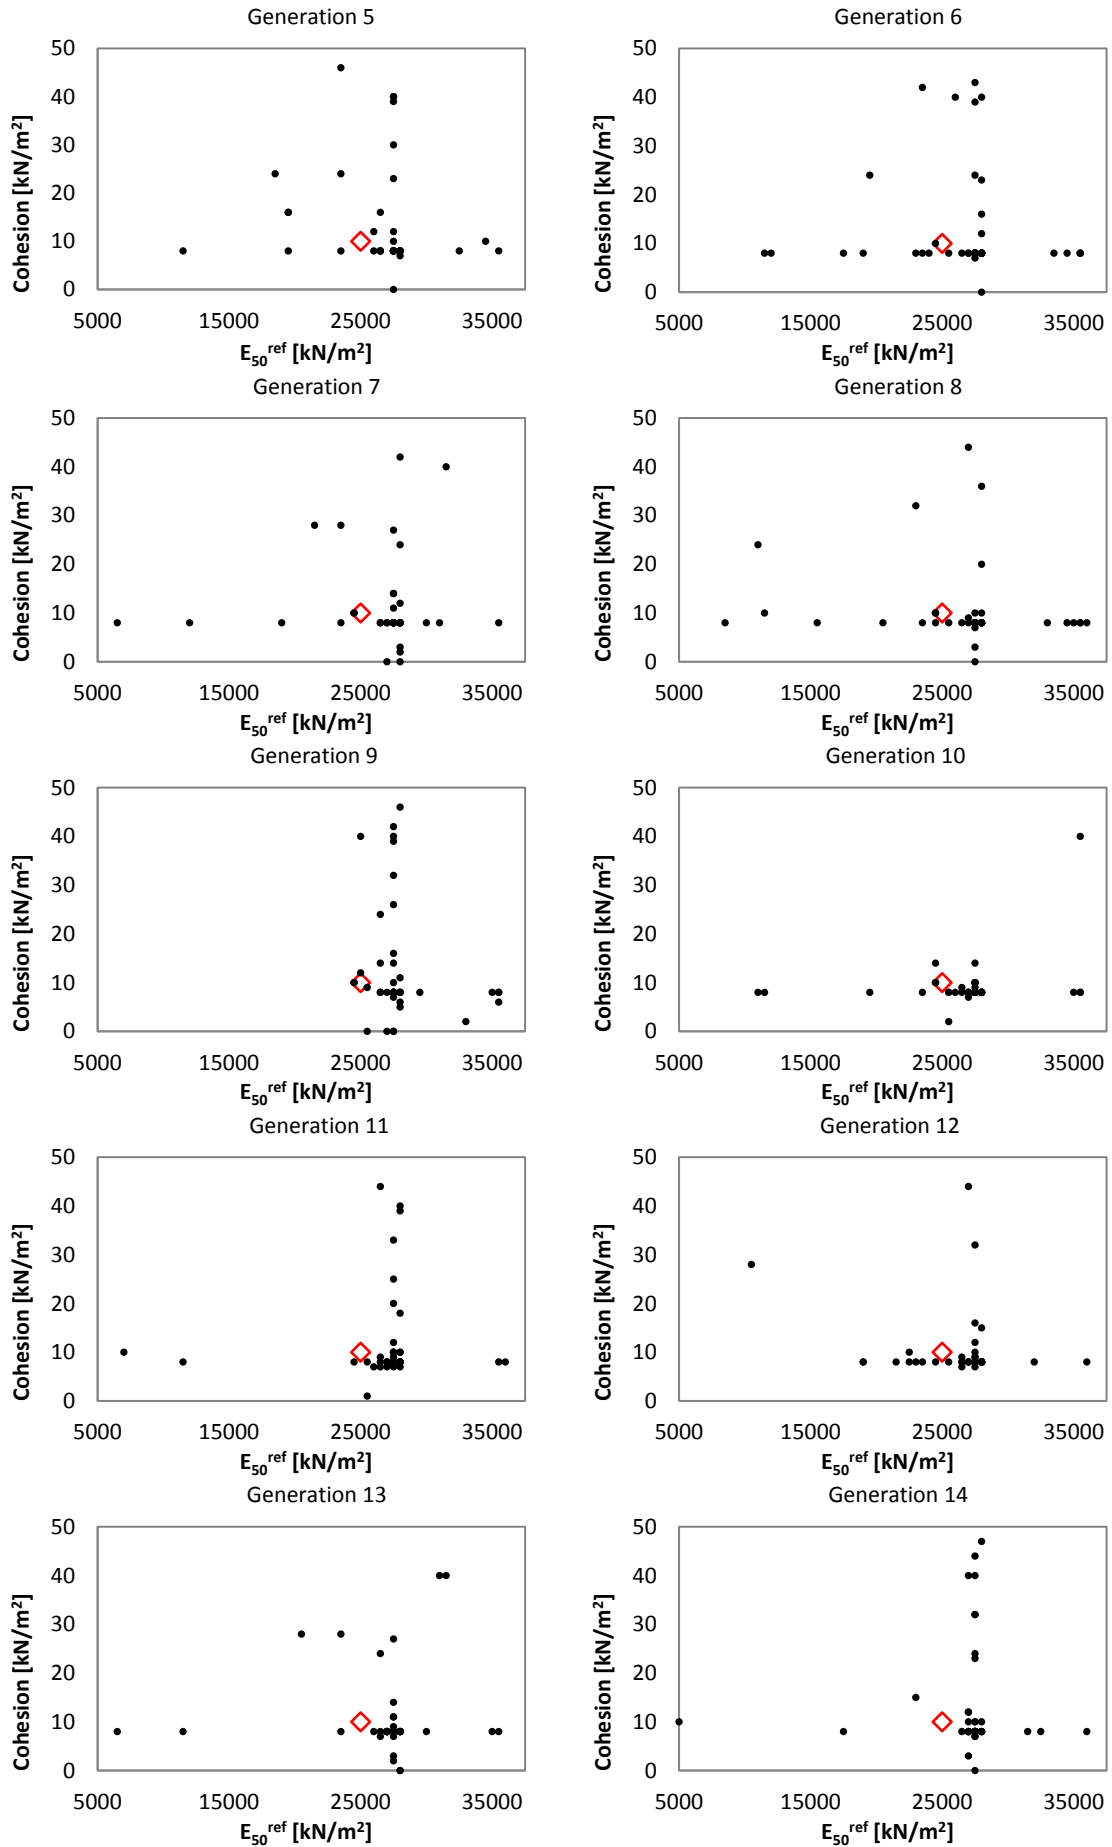 Generation 5
Cohesion [kN/m²]
50
40
30
20
10
0
5000 15000 25000 35000
E₅₀ʳᵉᶠ [kN/m²]
Generation 6
Cohesion [kN/m²]
50
40
30
20
10
0
5000 15000 25000 35000
E₅₀ʳᵉᶠ [kN/m²]
Generation 7
Cohesion [kN/m²]
50
40
30
20
10
0
5000 15000 25000 35000
E₅₀ʳᵉᶠ [kN/m²]
Generation 8
Cohesion [kN/m²]
50
40
30
20
10
0
5000 15000 25000 35000
E₅₀ʳᵉᶠ [kN/m²]
Generation 9
Cohesion [kN/m²]
50
40
30
20
10
0
5000 15000 25000 35000
E₅₀ʳᵉᶠ [kN/m²]
Generation 10
Cohesion [kN/m²]
50
40
30
20
10
0
5000 15000 25000 35000
E₅₀ʳᵉᶠ [kN/m²]
Generation 11
Cohesion [kN/m²]
50
40
30
20
10
0
5000 15000 25000 35000
E₅₀ʳᵉᶠ [kN/m²]
Generation 12
Cohesion [kN/m²]
50
40
30
20
10
0
5000 15000 25000 35000
E₅₀ʳᵉᶠ [kN/m²]
Generation 13
Cohesion [kN/m²]
50
40
30
20
10
0
5000 15000 25000 35000
E₅₀ʳᵉᶠ [kN/m²]
Generation 14
Cohesion [kN/m²]
50
40
30
20
10
0
5000 15000 25000 35000
E₅₀ʳᵉᶠ [kN/m²]